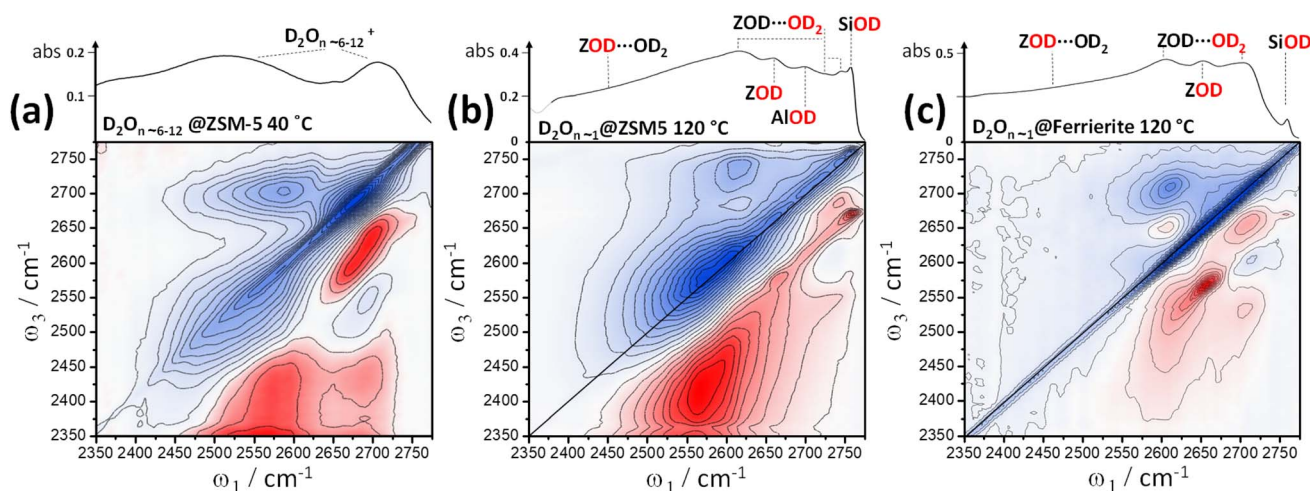 (a)
abs
0.2
0.1
D₂Oₙ~6-12⁺
D₂Oₙ~6-12 @ZSM-5 40 °C
2750
2700
2650
2600
2550
2500
2450
2400
2350
ω₃ / cm⁻¹
2350 2400 2450 2500 2550 2600 2650 2700 2750
ω₁ / cm⁻¹
(b)
abs
0.4
0.2
0
ZOD···OD₂
ZOD···OD₂
SiOD
ZOD
AlOD
D₂Oₙ~1@ZSM5 120 °C
2750
2700
2650
2600
2550
2500
2450
2400
2350
ω₃ / cm⁻¹
2350 2400 2450 2500 2550 2600 2650 2700 2750
ω₁ / cm⁻¹
(c)
abs
0.5
0
ZOD···OD₂
ZOD···OD₂
SiOD
ZOD
D₂Oₙ~1@Ferrierite 120 °C
2750
2700
2650
2600
2550
2500
2450
2400
2350
ω₃ / cm⁻¹
2350 2400 2450 2500 2550 2600 2650 2700 2750
ω₁ / cm⁻¹